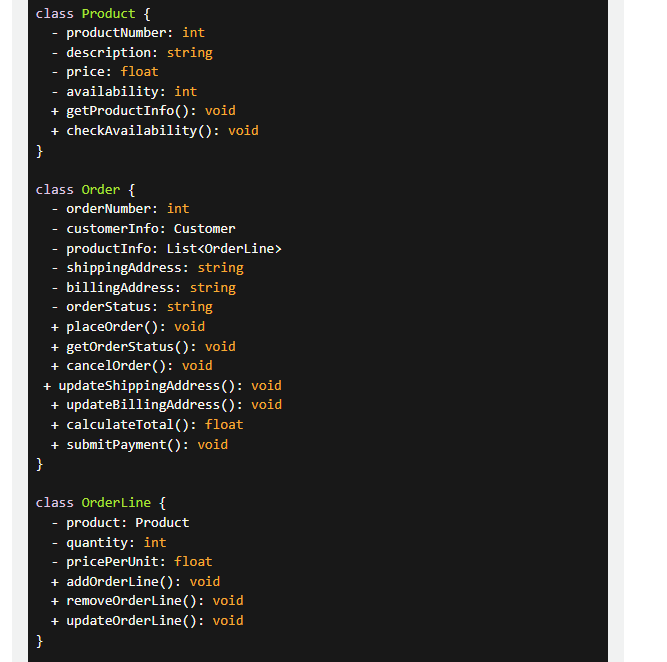 class Product {
  - productNumber: int
  - description: string
  - price: float
  - availability: int
  + getProductInfo(): void
  + checkAvailability(): void
}
class Order {
  - orderNumber: int
  - customerInfo: Customer
  - productInfo: List<OrderLine>
  - shippingAddress: string
  - billingAddress: string
  - orderStatus: string
  + placeOrder(): void
  + getOrderStatus(): void
  + cancelOrder(): void
 + updateShippingAddress(): void
  + updateBillingAddress(): void
  + calculateTotal(): float
  + submitPayment(): void
}
class OrderLine {
  - product: Product
  - quantity: int
  - pricePerUnit: float
  + addOrderLine(): void
  + removeOrderLine(): void
  + updateOrderLine(): void
}